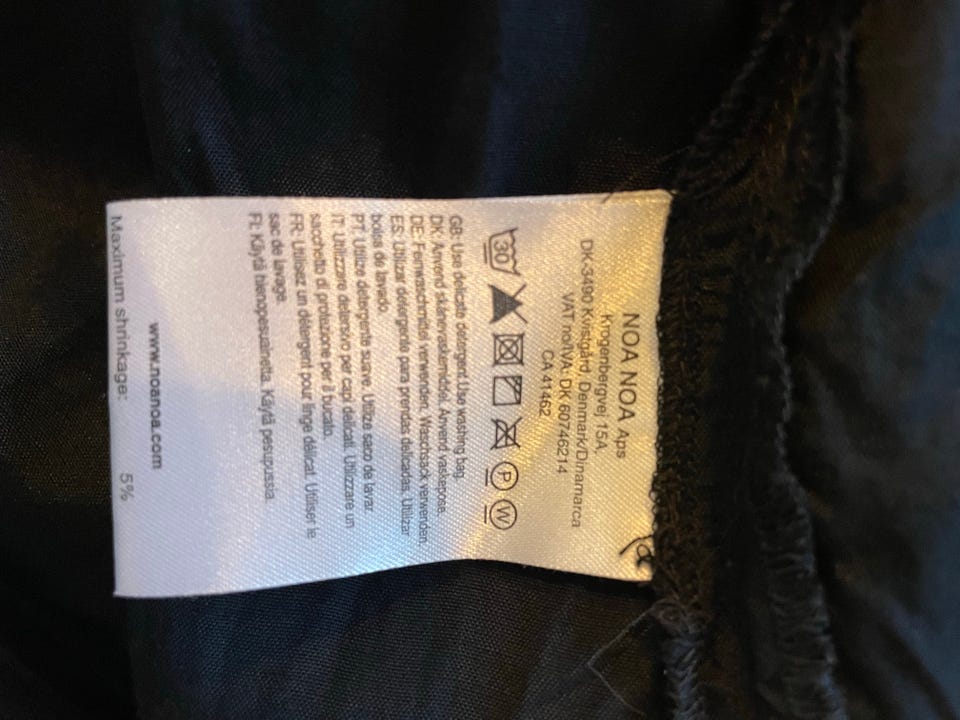 NOA NOA Aps
Krogenbergvej 15A,
DK-3490 Kvistgård, Denmark/Dinamarca
VAT no/IVA: DK 60746214
CA 41462
30 P W
GB: Use delicate detergent. Use washing bag.
DK: Anvend skånevaskemiddel. Anvend vaskepose.
DE: Feinwaschmittel verwenden. Waschsack verwenden
ES: Utilizar detergente para prendas delicadas. Utilizar
bolsa de lavado.
PT: Utilize detergente suave. Utilize saco de lavar
IT: Utilizzare detersivo per capi delicati. Utilizzare un
sacchetto di protezione per il bucato.
FR: Utilisez un détergent pour linge délicat. Utiliser le
sac de lavage.
FI: Käytä hienopesuainetta. Käytä pesupussia.
www.noanoa.com
Maximum shrinkage: 5%